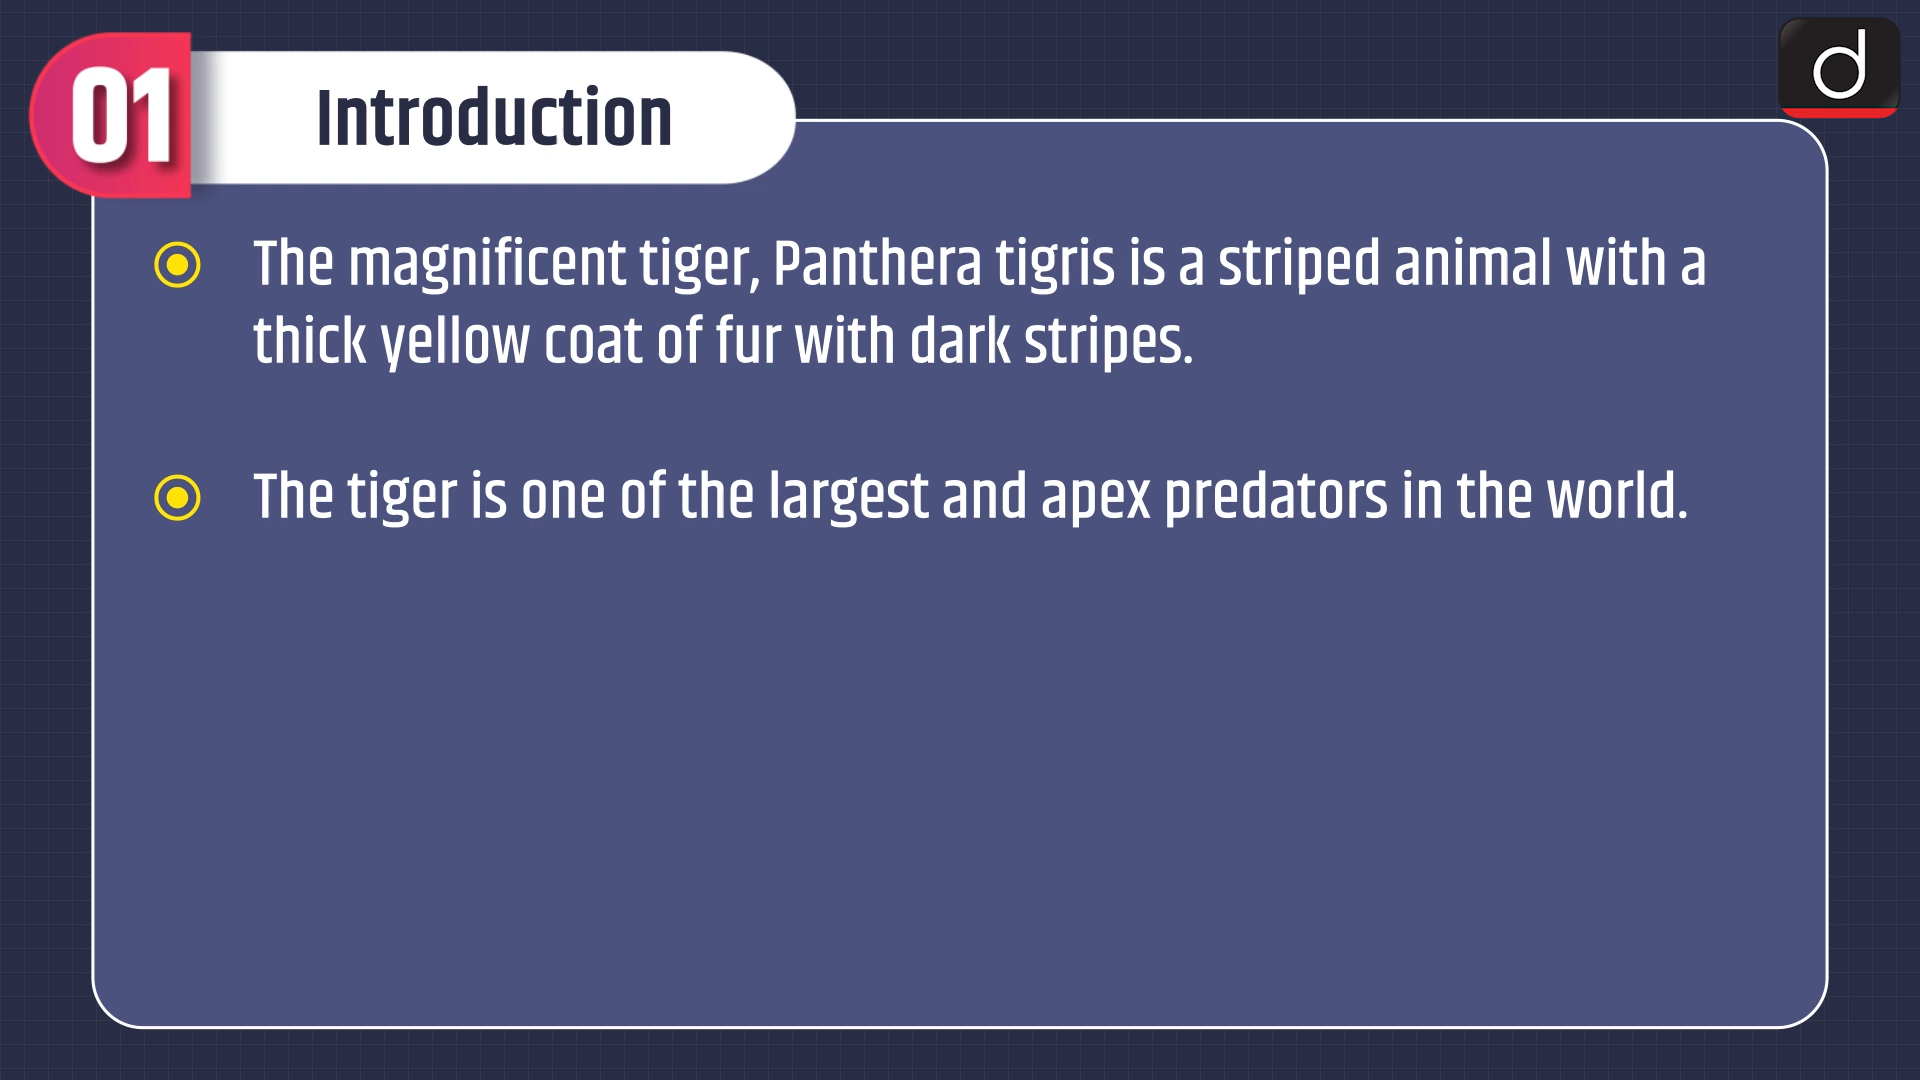 01
Introduction
d
The magnificent tiger, Panthera tigris is a striped animal with a
thick yellow coat of fur with dark stripes.
The tiger is one of the largest and apex predators in the world.